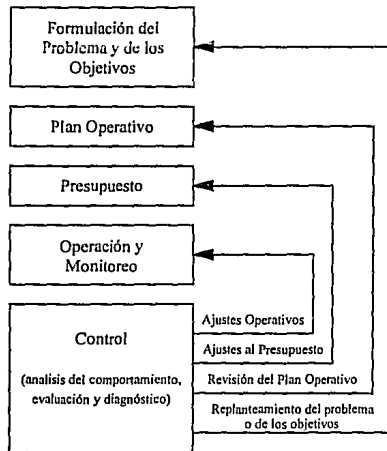 Formulación del
Problema y de los
Objetivos
Plan Operativo
Presupuesto
Operación y
Monitoreo
Control
(analisis del comportamiento,
evaluación y diagnóstico)
Ajustes Operativos
Ajustes al Presupuesto
Revisión del Plan Operativo
Replanteamiento del problema
o de los objetivos